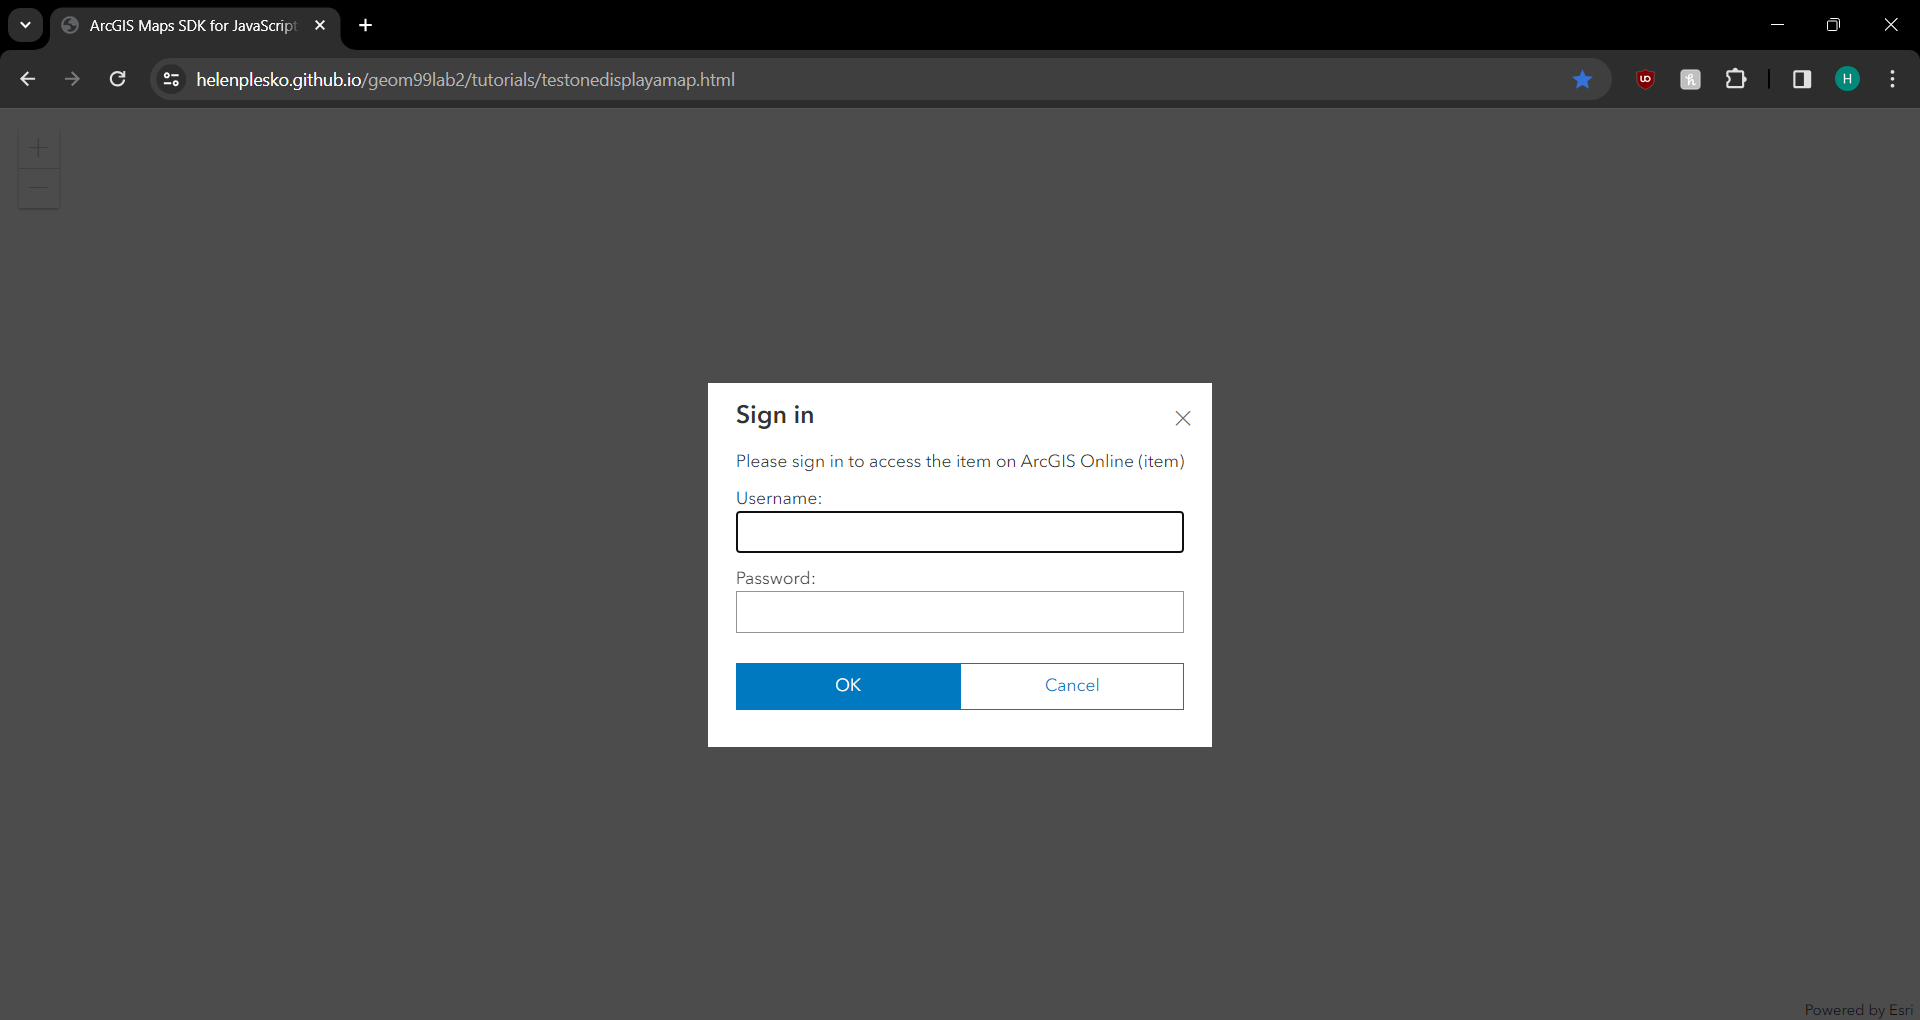 ArcGIS Maps SDK for JavaScript
helenplesko.github.io/geom99lab2/tutorials/testonedisplayamap.html
H
Sign in
Please sign in to access the item on ArcGIS Online (item)
Username:
Password:
OK
Cancel
Powered by Esri